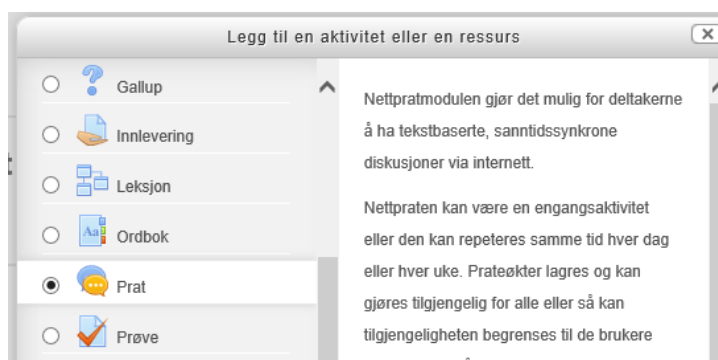 Legg til en aktivitet eller en ressurs
Gallup
Innlevering
Leksjon
Ordbok
Prat
Prøve
Nettpratmodulen gjør det mulig for deltakerne
å ha tekstbaserte, sanntidssynkrone
diskusjoner via internett.
Nettpraten kan være en engangsaktivitet
eller den kan repeteres samme tid hver dag
eller hver uke. Prateøkter lagres og kan
gjøres tilgjengelig for alle eller så kan
tilgjengeligheten begrenses til de brukere